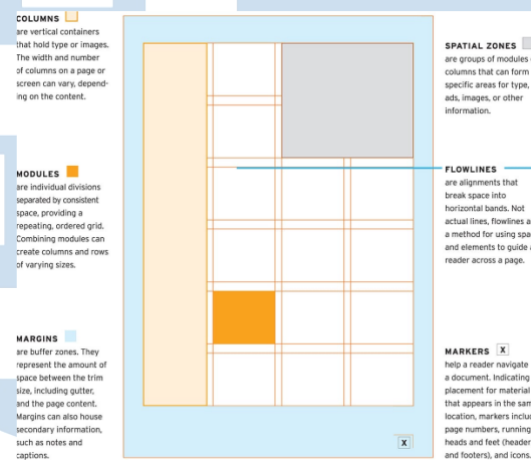 COLUMNS
are vertical containers
that hold type or images.
The width and number
of columns on a page or
screen can vary, depend-
ing on the content.
MODULES
are individual divisions
separated by consistent
space, providing a
repeating, ordered grid.
Combining modules can
create columns and rows
of varying sizes.
MARGINS
are buffer zones. They
represent the amount of
space between the trim
size, including gutter,
and the page content.
Margins can also house
secondary information,
such as notes and
captions.
X
SPATIAL ZONES
are groups of modules
columns that can form
specific areas for type,
ads, images, or other
information.
FLOWLINES
are alignments that
break space into
horizontal bands. Not
actual lines, flowlines
a method for using
and elements to guide
reader across a page.
MARKERS X
help a reader navigate
a document. Indicating
placement for material
that appears in the
location, markers
page numbers, running
heads and feet
and footers), and icons.